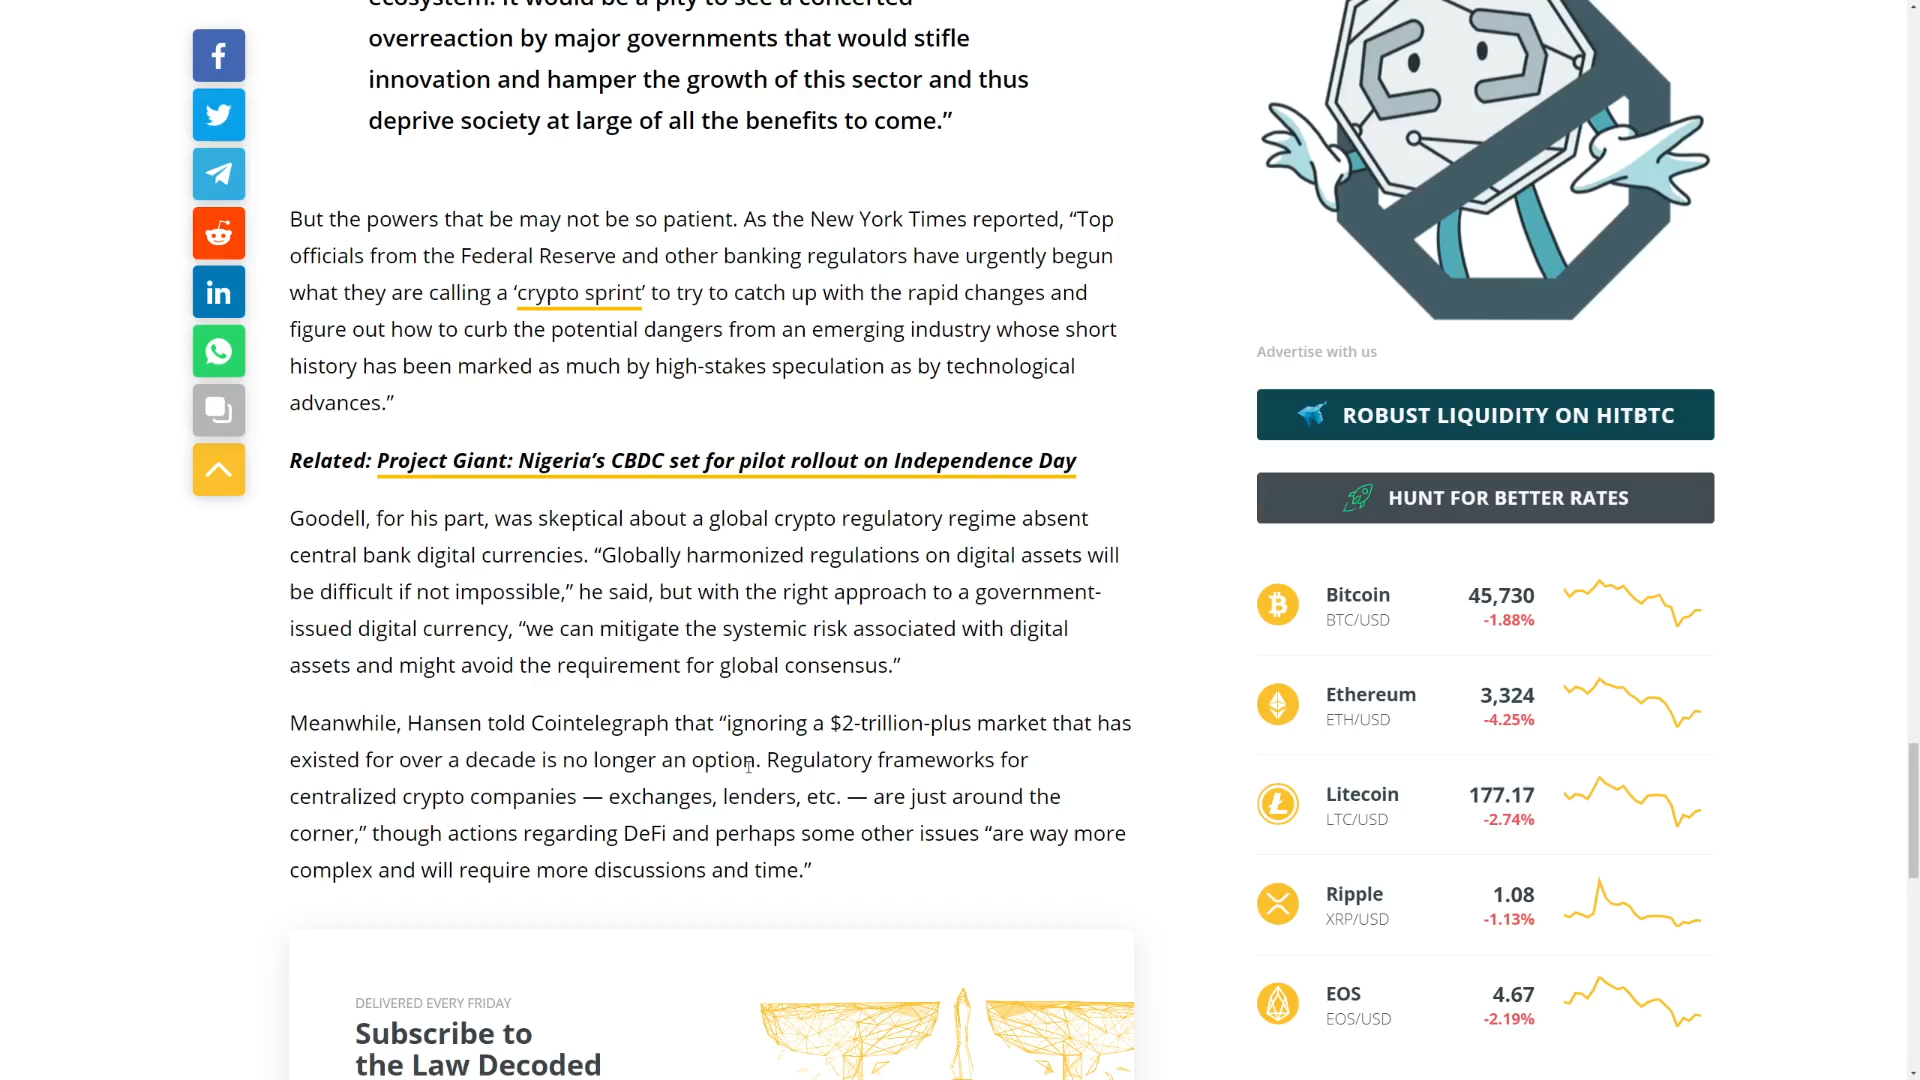 overreaction by major governments that would stifle
innovation and hamper the growth of this sector and thus
deprive society at large of all the benefits to come.”
But the powers that be may not be so patient. As the New York Times reported, “Top
officials from the Federal Reserve and other banking regulators have urgently begun
what they are calling a ‘crypto sprint’ to try to catch up with the rapid changes and
figure out how to curb the potential dangers from an emerging industry whose short
history has been marked as much by high-stakes speculation as by technological
advances.”
Related: Project Giant: Nigeria’s CBDC set for pilot rollout on Independence Day
Goodell, for his part, was skeptical about a global crypto regulatory regime absent
central bank digital currencies. “Globally harmonized regulations on digital assets will
be difficult if not impossible,” he said, but with the right approach to a government-
issued digital currency, “we can mitigate the systemic risk associated with digital
assets and might avoid the requirement for global consensus.”
Meanwhile, Hansen told Cointelegraph that “ignoring a $2-trillion-plus market that has
existed for over a decade is no longer an option. Regulatory frameworks for
centralized crypto companies — exchanges, lenders, etc. — are just around the
corner,” though actions regarding DeFi and perhaps some other issues “are way more
complex and will require more discussions and time.”
DELIVERED EVERY FRIDAY
Subscribe to
the Law Decoded
Advertise with us
ROBUST LIQUIDITY ON HITBTC
HUNT FOR BETTER RATES
Bitcoin 45,730
BTC/USD -1.88%
Ethereum 3,324
ETH/USD -4.25%
Litecoin 177.17
LTC/USD -2.74%
Ripple 1.08
XRP/USD -1.13%
EOS 4.67
EOS/USD -2.19%